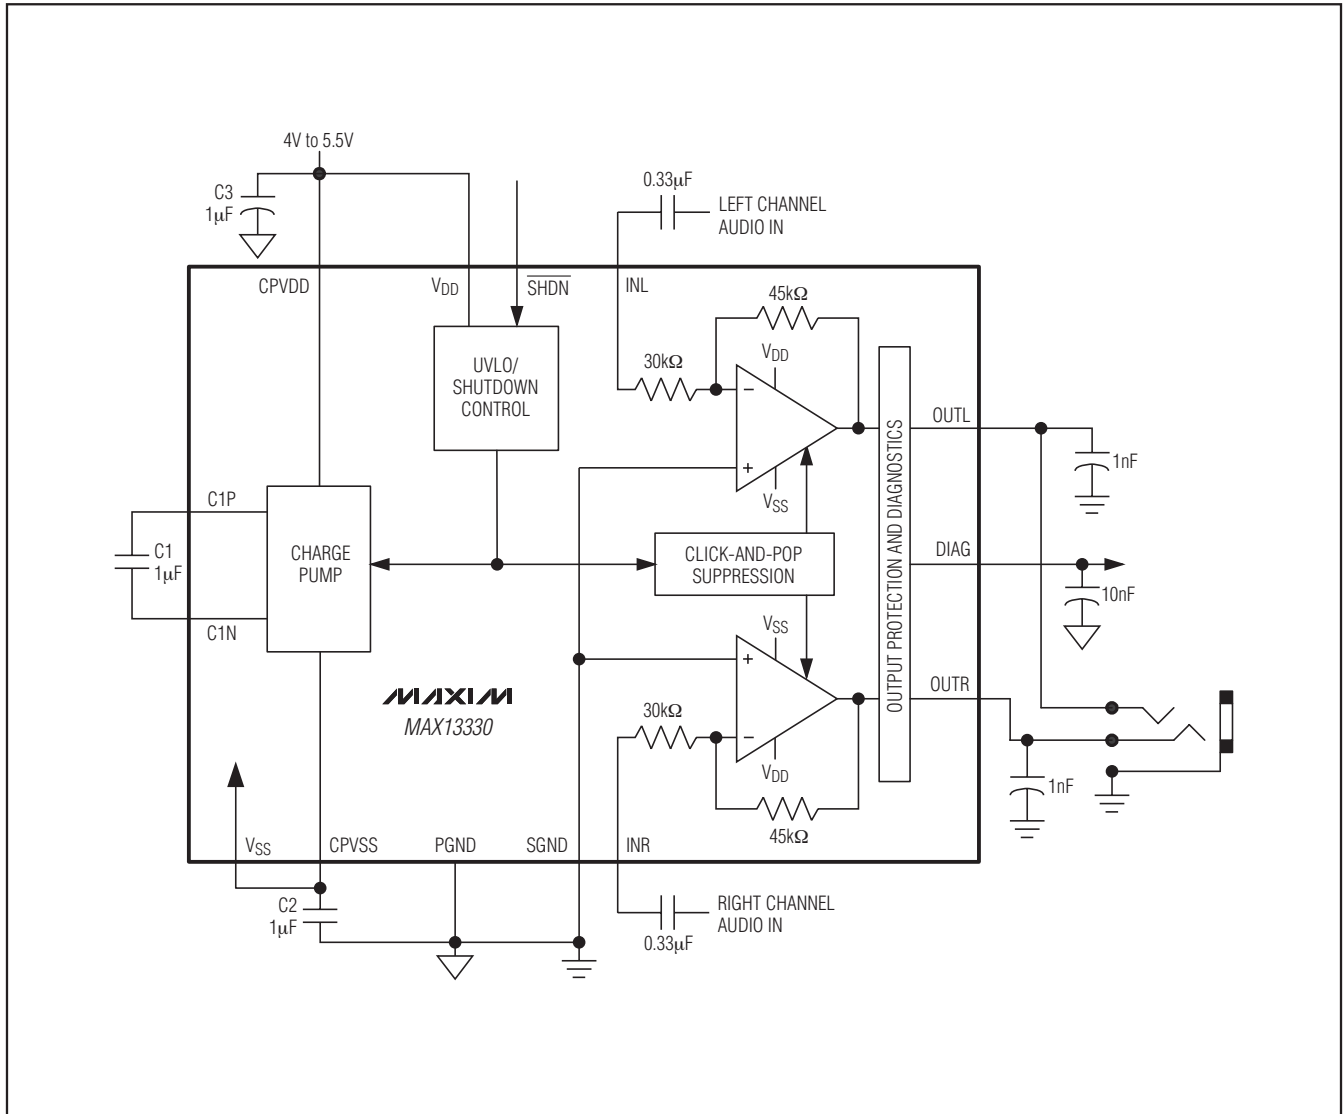 4V to 5.5V
C3
1µF
0.33µF
LEFT CHANNEL
AUDIO IN
CPVDD
VDD
SHDN
INL
45kΩ
UVLO/
SHUTDOWN
CONTROL
30kΩ
VDD
−
+
VSS
OUTL
1nF
C1P
C1
1µF
C1N
CHARGE
PUMP
CLICK-AND-POP
SUPPRESSION
OUTPUT PROTECTION AND DIAGNOSTICS
DIAG
10nF
VSS
+
−
VDD
30kΩ
45kΩ
OUTR
1nF
MAXIM
MAX13330
VSS
CPVSS
PGND
SGND
INR
C2
1µF
RIGHT CHANNEL
AUDIO IN
0.33µF